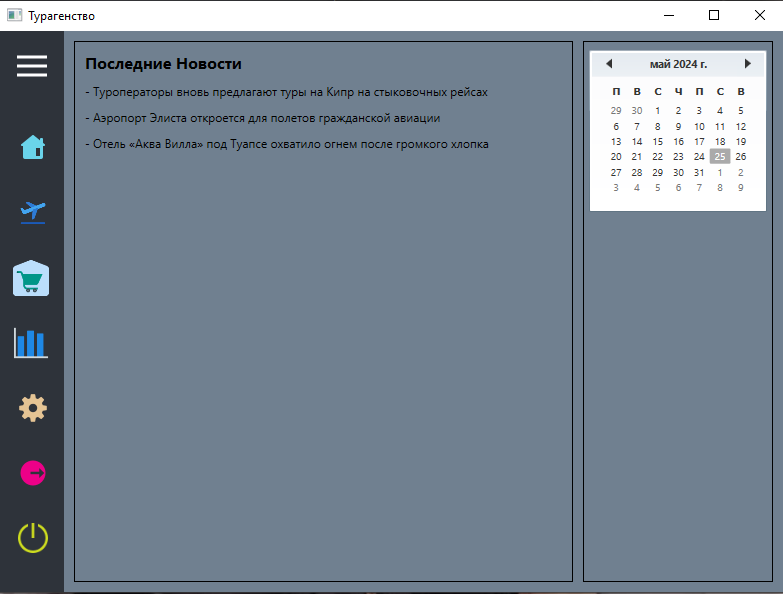 Турагенство
Последние Новости
- Туроператоры вновь предлагают туры на Кипр на стыковочных рейсах
- Аэропорт Элиста откроется для полетов гражданской авиации
- Отель «Аква Вилла» под Туапсе охватило огнем после громкого хлопка
май 2024 г.
П В С Ч П С В
29 30 1 2 3 4 5
6 7 8 9 10 11 12
13 14 15 16 17 18 19
20 21 22 23 24 25 26
27 28 29 30 31 1 2
3 4 5 6 7 8 9